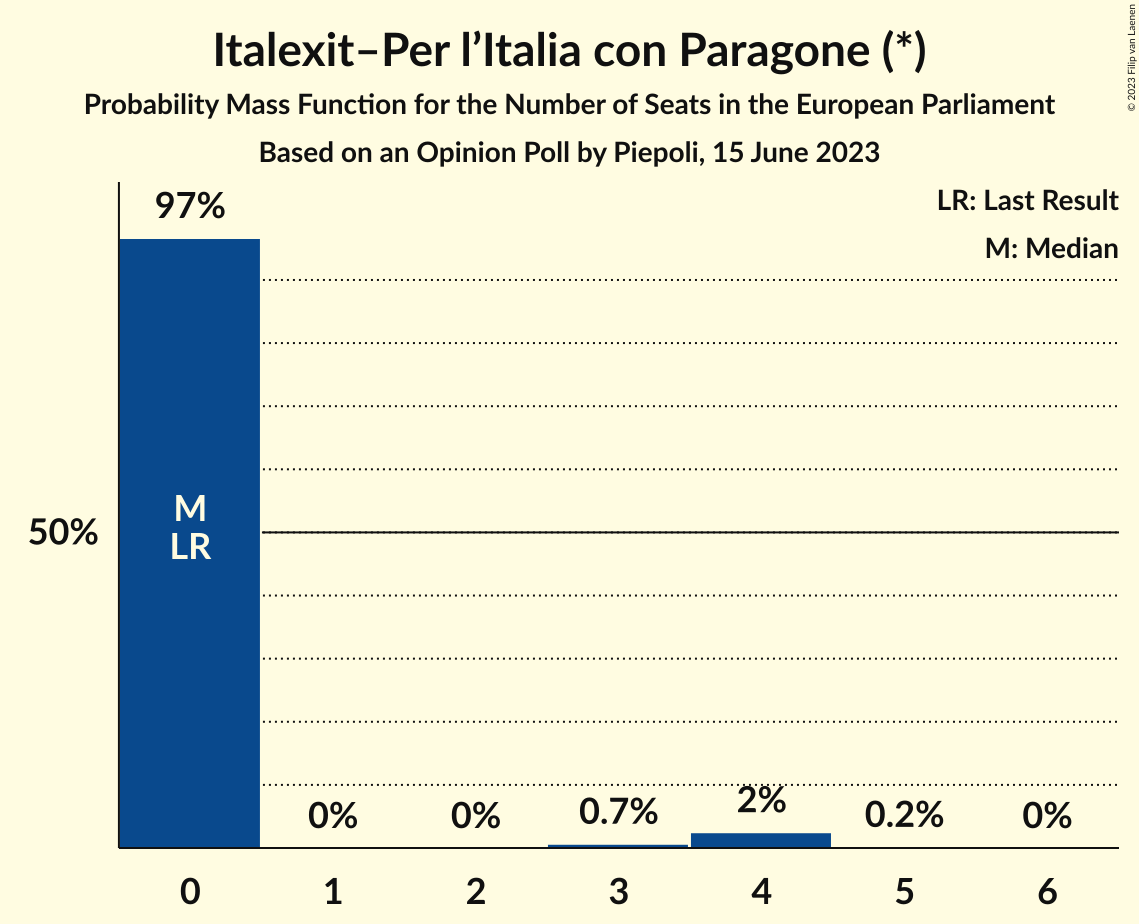 Italexit–Per l’Italia con Paragone (*)
Probability Mass Function for the Number of Seats in the European Parliament
Based on an Opinion Poll by Piepoli, 15 June 2023
© 2023 Filip van Laenen
LR: Last Result
M: Median
97%
M
LR
50%
0%
0%
0.7%
2%
0.2%
0%
0
1
2
3
4
5
6